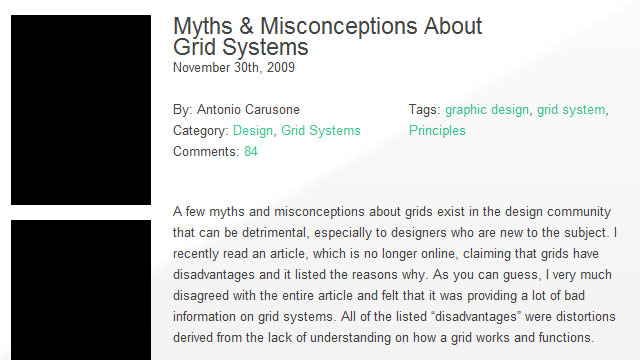 Myths & Misconceptions About
Grid Systems
November 30th, 2009
By: Antonio Carusone
Category: Design, Grid Systems
Comments: 84
Tags: graphic design, grid system,
Principles
A few myths and misconceptions about grids exist in the design community
that can be detrimental, especially to designers who are new to the subject. I
recently read an article, which is no longer online, claiming that grids have
disadvantages and it listed the reasons why. As you can guess, I very much
disagreed with the entire article and felt that it was providing a lot of bad
information on grid systems. All of the listed “disadvantages” were distortions
derived from the lack of understanding on how a grid works and functions.